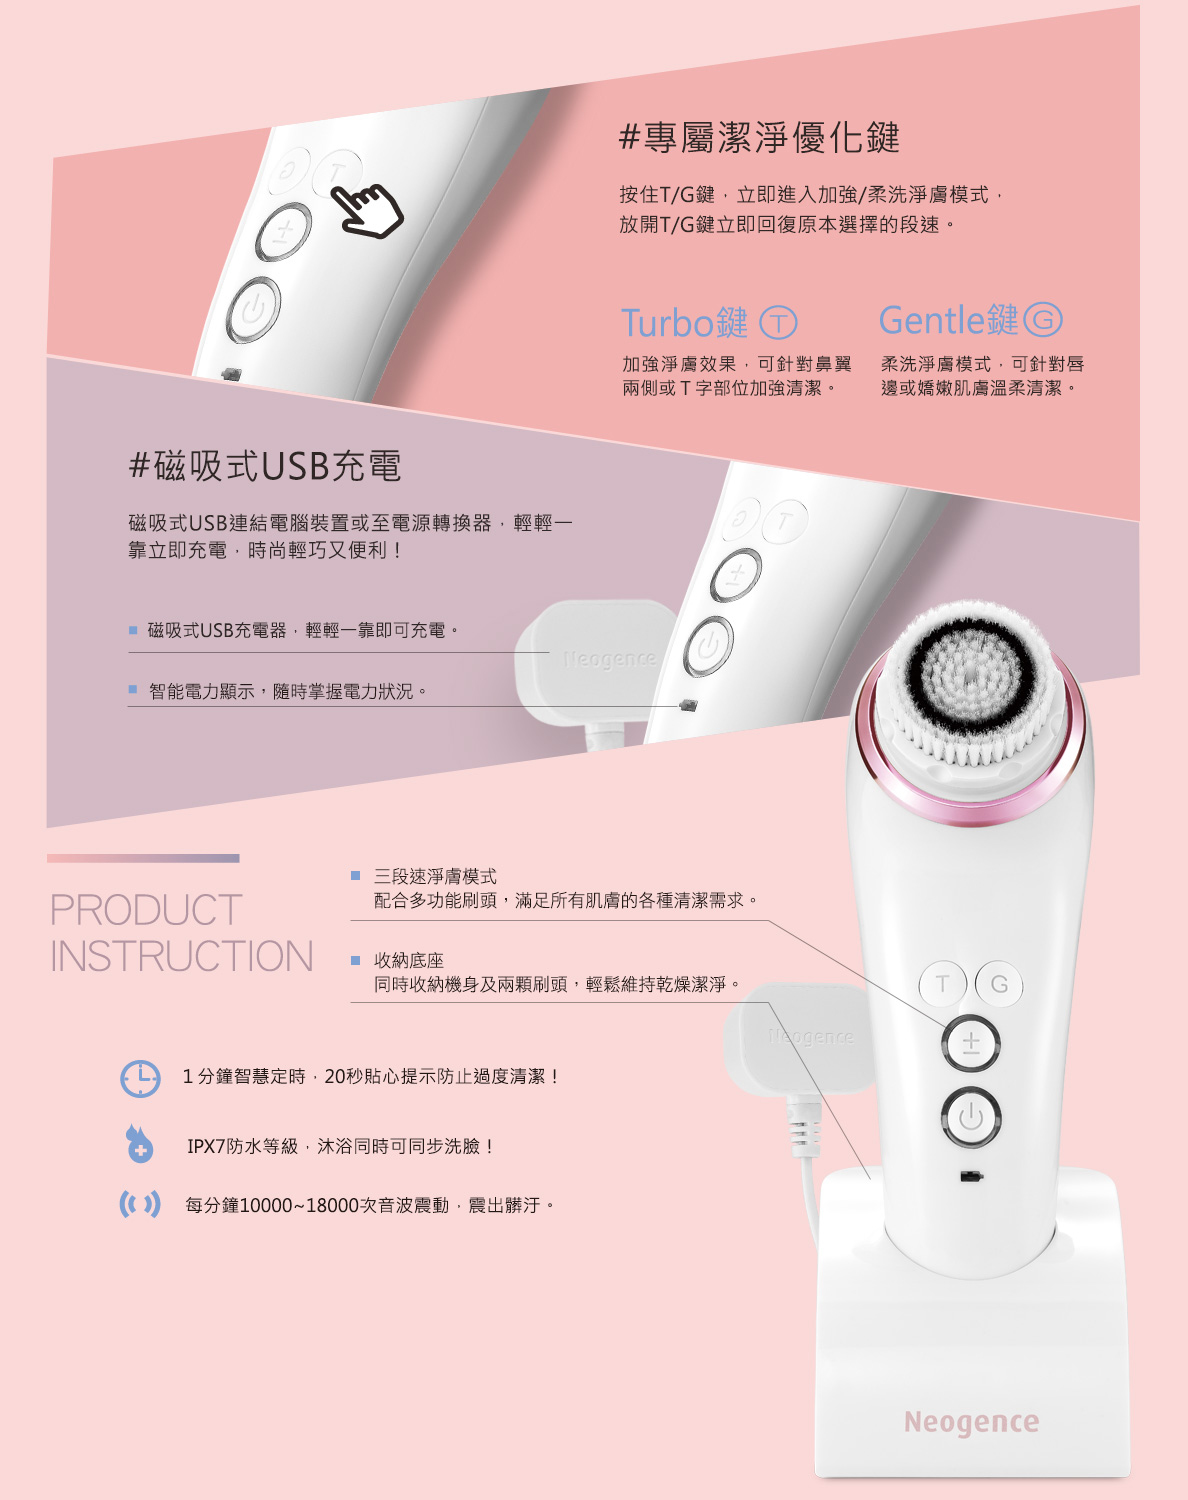 #專屬潔淨優化鍵
按住T/G鍵，立即進入加強/柔洗淨膚模式，
放開T/G鍵立即回復原本選擇的段速。
Turbo鍵 Ⓣ
加強淨膚效果，可針對鼻翼
兩側或T字部位加強清潔。
Gentle鍵Ⓖ
柔洗淨膚模式，可針對唇
邊或嬌嫩肌膚溫柔清潔。
G T
±
#磁吸式USB充電
磁吸式USB連結電腦裝置或至電源轉換器，輕輕一
靠立即充電，時尚輕巧又便利！
磁吸式USB充電器，輕輕一靠即可充電。
智能電力顯示，隨時掌握電力狀況。
G T
±
Neogence
PRODUCT
INSTRUCTION
三段速淨膚模式
配合多功能刷頭，滿足所有肌膚的各種清潔需求。
收納底座
同時收納機身及兩顆刷頭，輕鬆維持乾燥潔淨。
T G
±
Neogence
1分鐘智慧定時，20秒貼心提示防止過度清潔！
IPX7防水等級，沐浴同時可同步洗臉！
每分鐘10000~18000次音波震動，震出髒汙。
Neogence